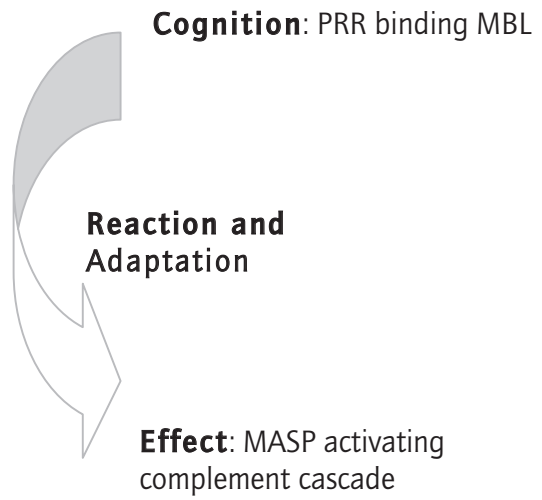 Cognition: PRR binding MBL
Reaction and
Adaptation
Effect: MASP activating
complement cascade